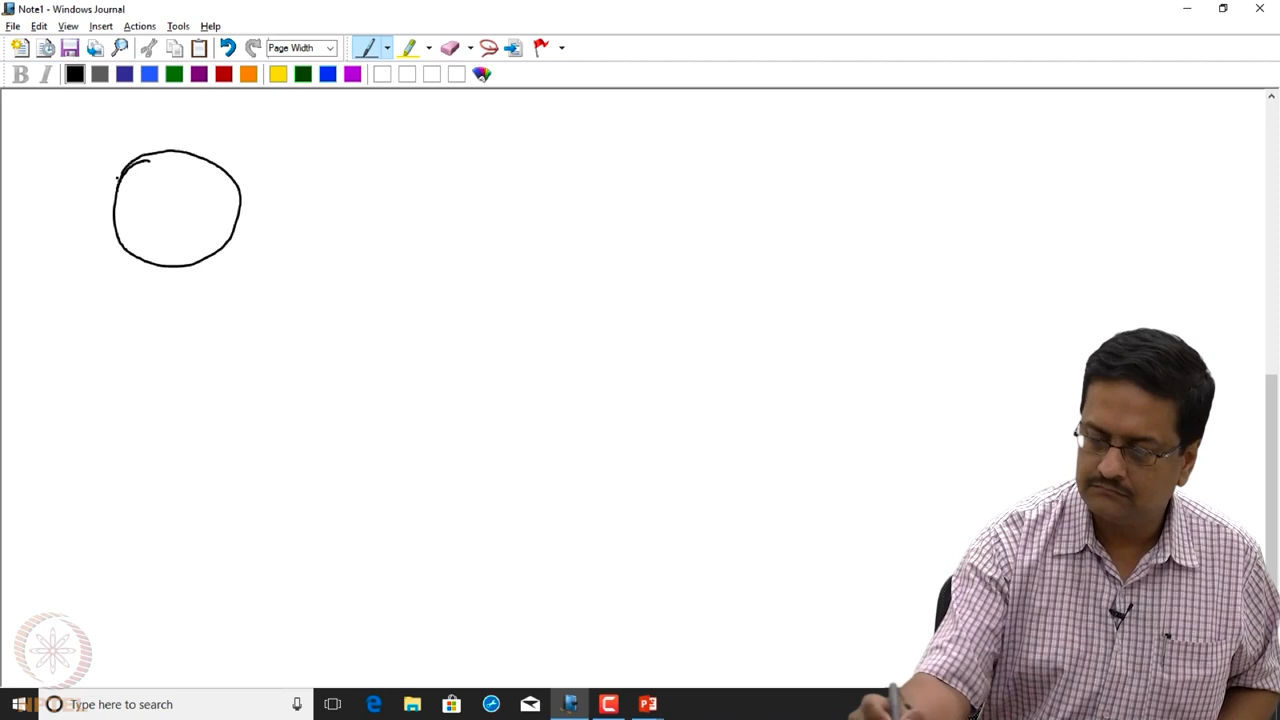 Note1 - Windows Journal
File Edit View Insert Actions Tools Help
Page Width
B I
Type here to search